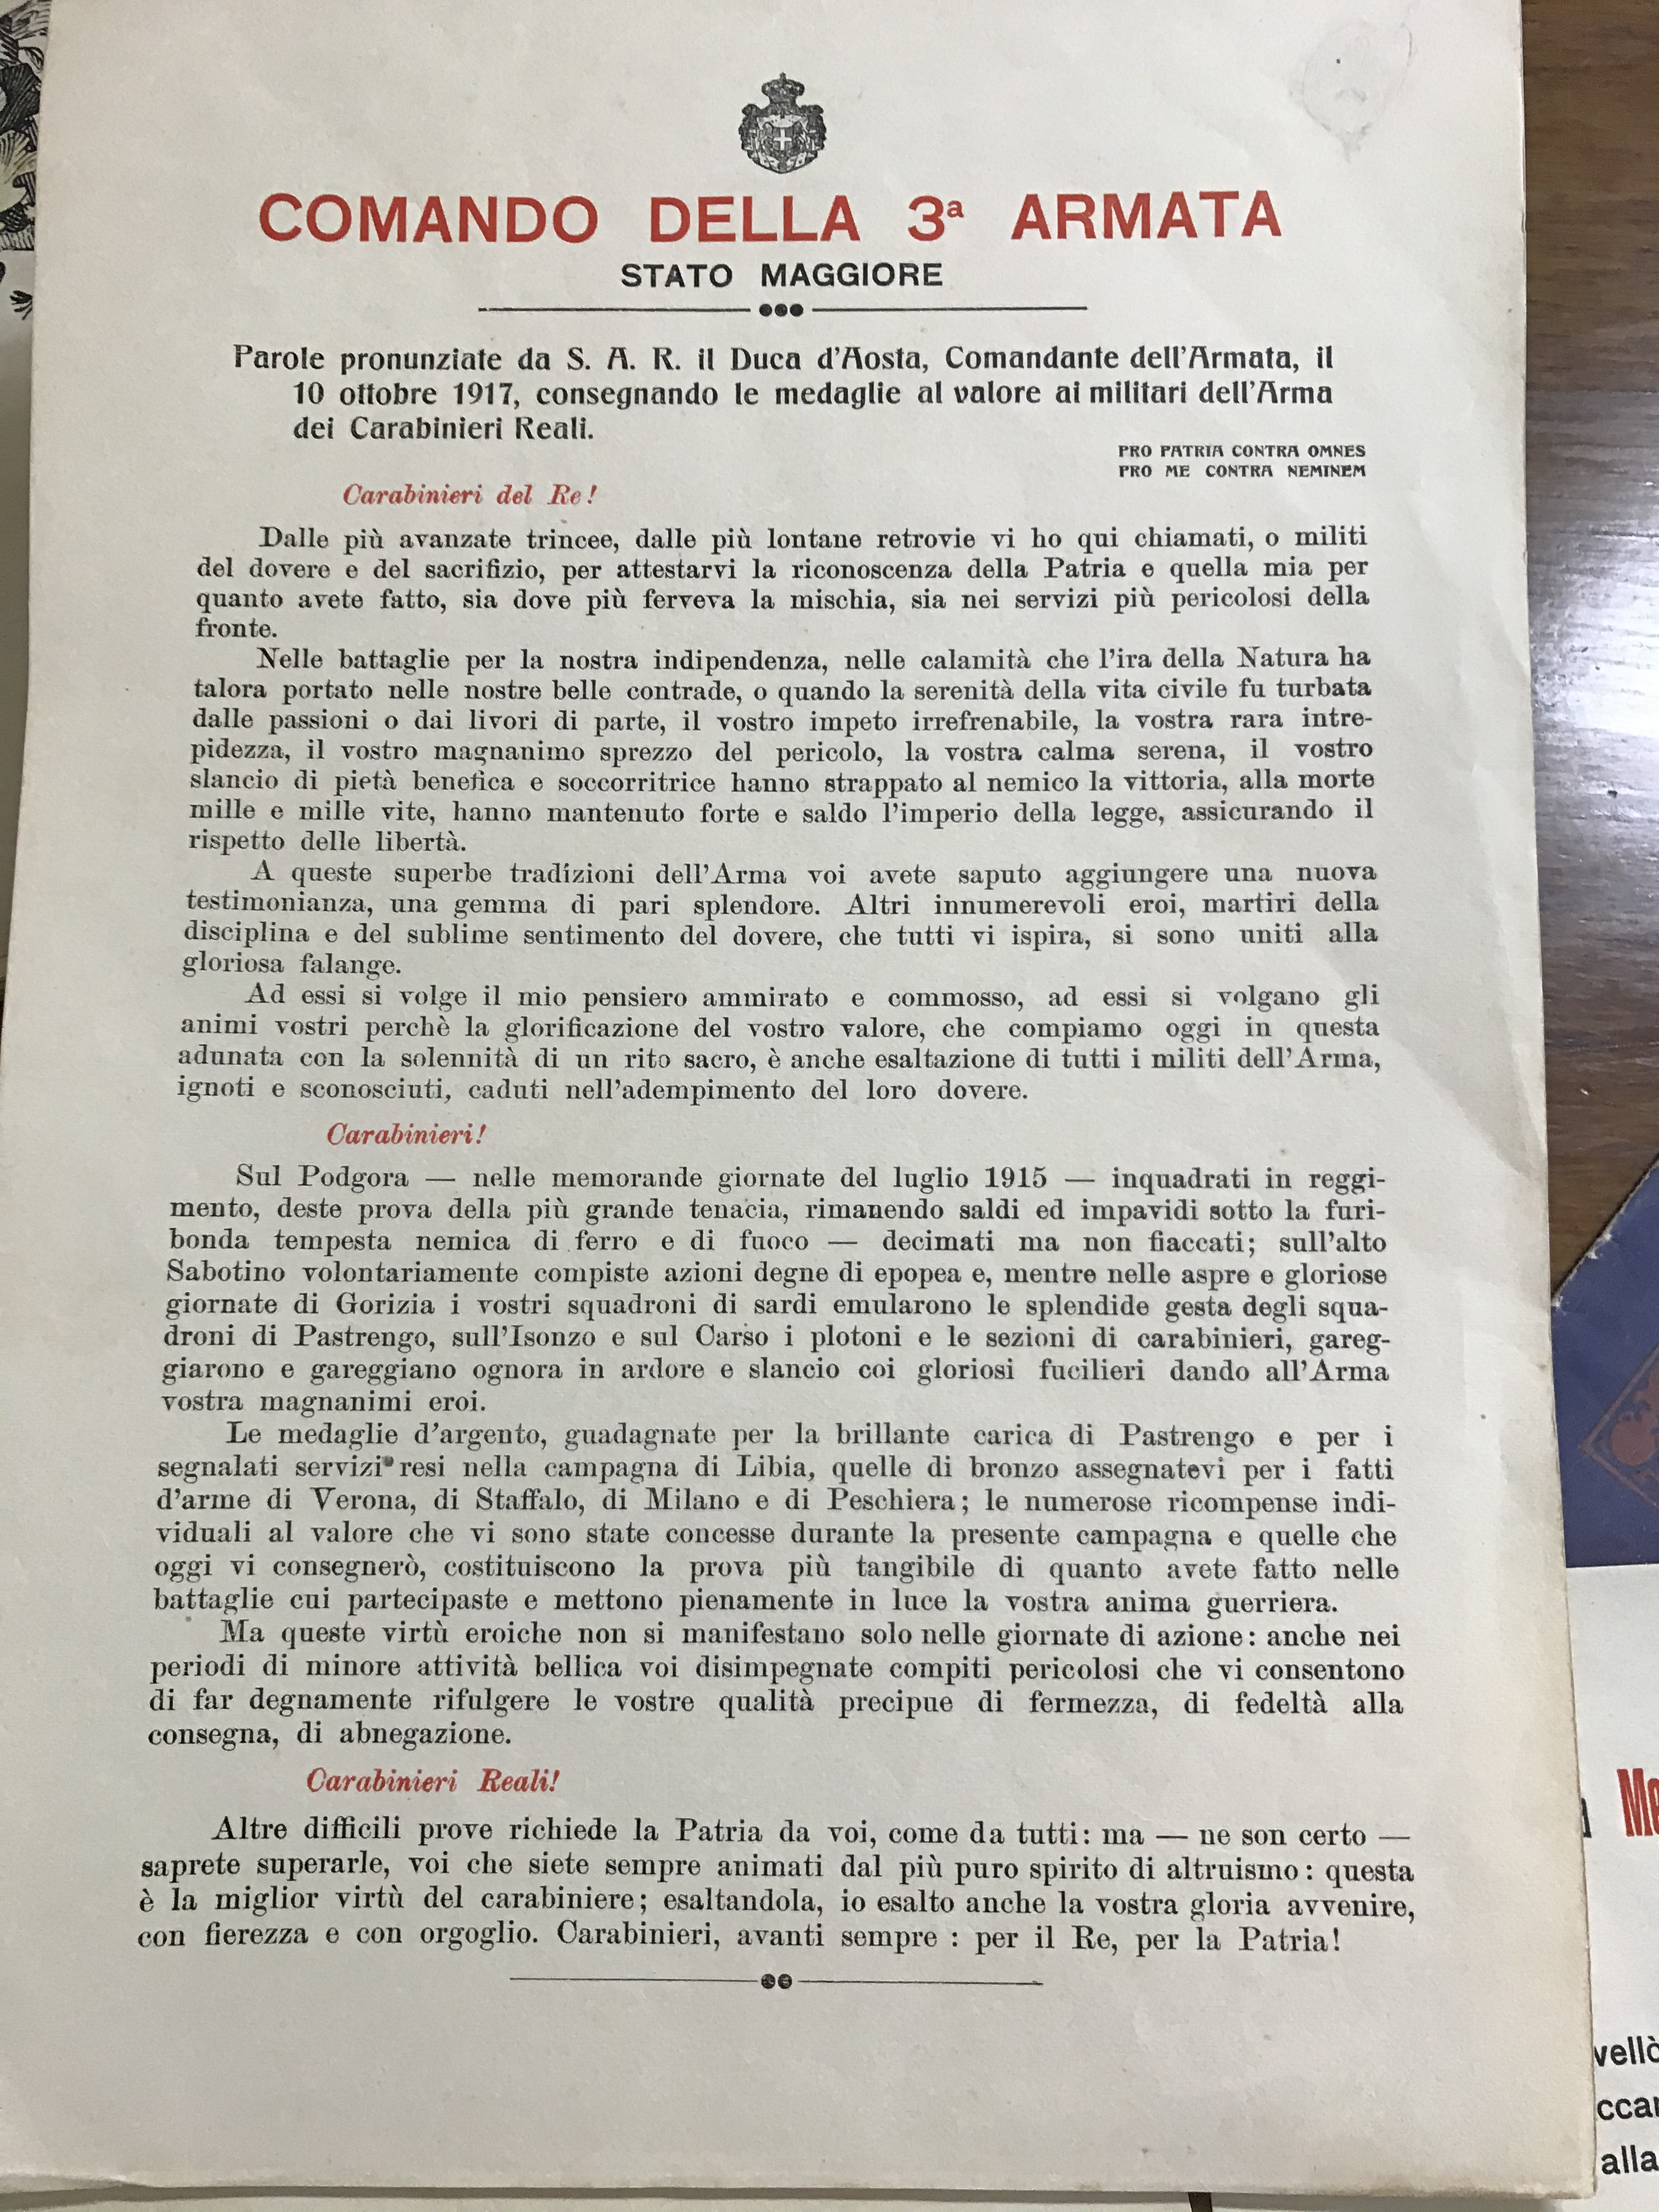 COMANDO DELLA 3ª ARMATA
STATO MAGGIORE
Parole pronunziate da S. A. R. il Duca d'Aosta, Comandante dell'Armata, il
10 ottobre 1917, consegnando le medaglie al valore ai militari dell'Arma
dei Carabinieri Reali.
PRO PATRIA CONTRA OMNES
PRO ME CONTRA NEMINEM
Carabinieri del Re!
Dalle più avanzate trincee, dalle più lontane retrovie vi ho qui chiamati, o militi
del dovere e del sacrifizio, per attestarvi la riconoscenza della Patria e quella mia per
quanto avete fatto, sia dove più ferveva la mischia, sia nei servizi più pericolosi della
fronte.
Nelle battaglie per la nostra indipendenza, nelle calamità che l'ira della Natura ha
talora portato nelle nostre belle contrade, o quando la serenità della vita civile fu turbata
dalle passioni o dai livori di parte, il vostro impeto irrefrenabile, la vostra rara intre-
pidezza, il vostro magnanimo sprezzo del pericolo, la vostra calma serena, il vostro
slancio di pietà benefica e soccorritrice hanno strappato al nemico la vittoria, alla morte
mille e mille vite, hanno mantenuto forte e saldo l'imperio della legge, assicurando il
rispetto delle libertà.
A queste superbe tradizioni dell'Arma voi avete saputo aggiungere una nuova
testimonianza, una gemma di pari splendore. Altri innumerevoli eroi, martiri della
disciplina e del sublime sentimento del dovere, che tutti vi ispira, si sono uniti alla
gloriosa falange.
Ad essi si volge il mio pensiero ammirato e commosso, ad essi si volgano gli
animi vostri perchè la glorificazione del vostro valore, che compiamo oggi in questa
adunata con la solennità di un rito sacro, è anche esaltazione di tutti i militi dell'Arma,
ignoti e sconosciuti, caduti nell'adempimento del loro dovere.
Carabinieri!
Sul Podgora — nelle memorande giornate del luglio 1915 — inquadrati in reggi-
mento, deste prova della più grande tenacia, rimanendo saldi ed impavidi sotto la furi-
bonda tempesta nemica di ferro e di fuoco — decimati ma non fiaccati; sull'alto
Sabotino volontariamente compiste azioni degne di epopea e, mentre nelle aspre e gloriose
giornate di Gorizia i vostri squadroni di sardi emularono le splendide gesta degli squa-
droni di Pastrengo, sull'Isonzo e sul Carso i plotoni e le sezioni di carabinieri, gareg-
giarono e gareggiano ognora in ardore e slancio coi gloriosi fucilieri dando all'Arma
vostra magnanimi eroi.
Le medaglie d'argento, guadagnate per la brillante carica di Pastrengo e per i
segnalati servizi resi nella campagna di Libia, quelle di bronzo assegnatevi per i fatti
d'arme di Verona, di Staffalo, di Milano e di Peschiera; le numerose ricompense indi-
viduali al valore che vi sono state concesse durante la presente campagna e quelle che
oggi vi consegnerò, costituiscono la prova più tangibile di quanto avete fatto nelle
battaglie cui partecipaste e mettono pienamente in luce la vostra anima guerriera.
Ma queste virtù eroiche non si manifestano solo nelle giornate di azione: anche nei
periodi di minore attività bellica voi disimpegnate compiti pericolosi che vi consentono
di far degnamente rifulgere le vostre qualità precipue di fermezza, di fedeltà alla
consegna, di abnegazione.
Carabinieri Reali!
Altre difficili prove richiede la Patria da voi, come da tutti: ma — ne son certo —
saprete superarle, voi che siete sempre animati dal più puro spirito di altruismo: questa
è la miglior virtù del carabiniere; esaltandola, io esalto anche la vostra gloria avvenire,
con fierezza e con orgoglio. Carabinieri, avanti sempre : per il Re, per la Patria!
alla